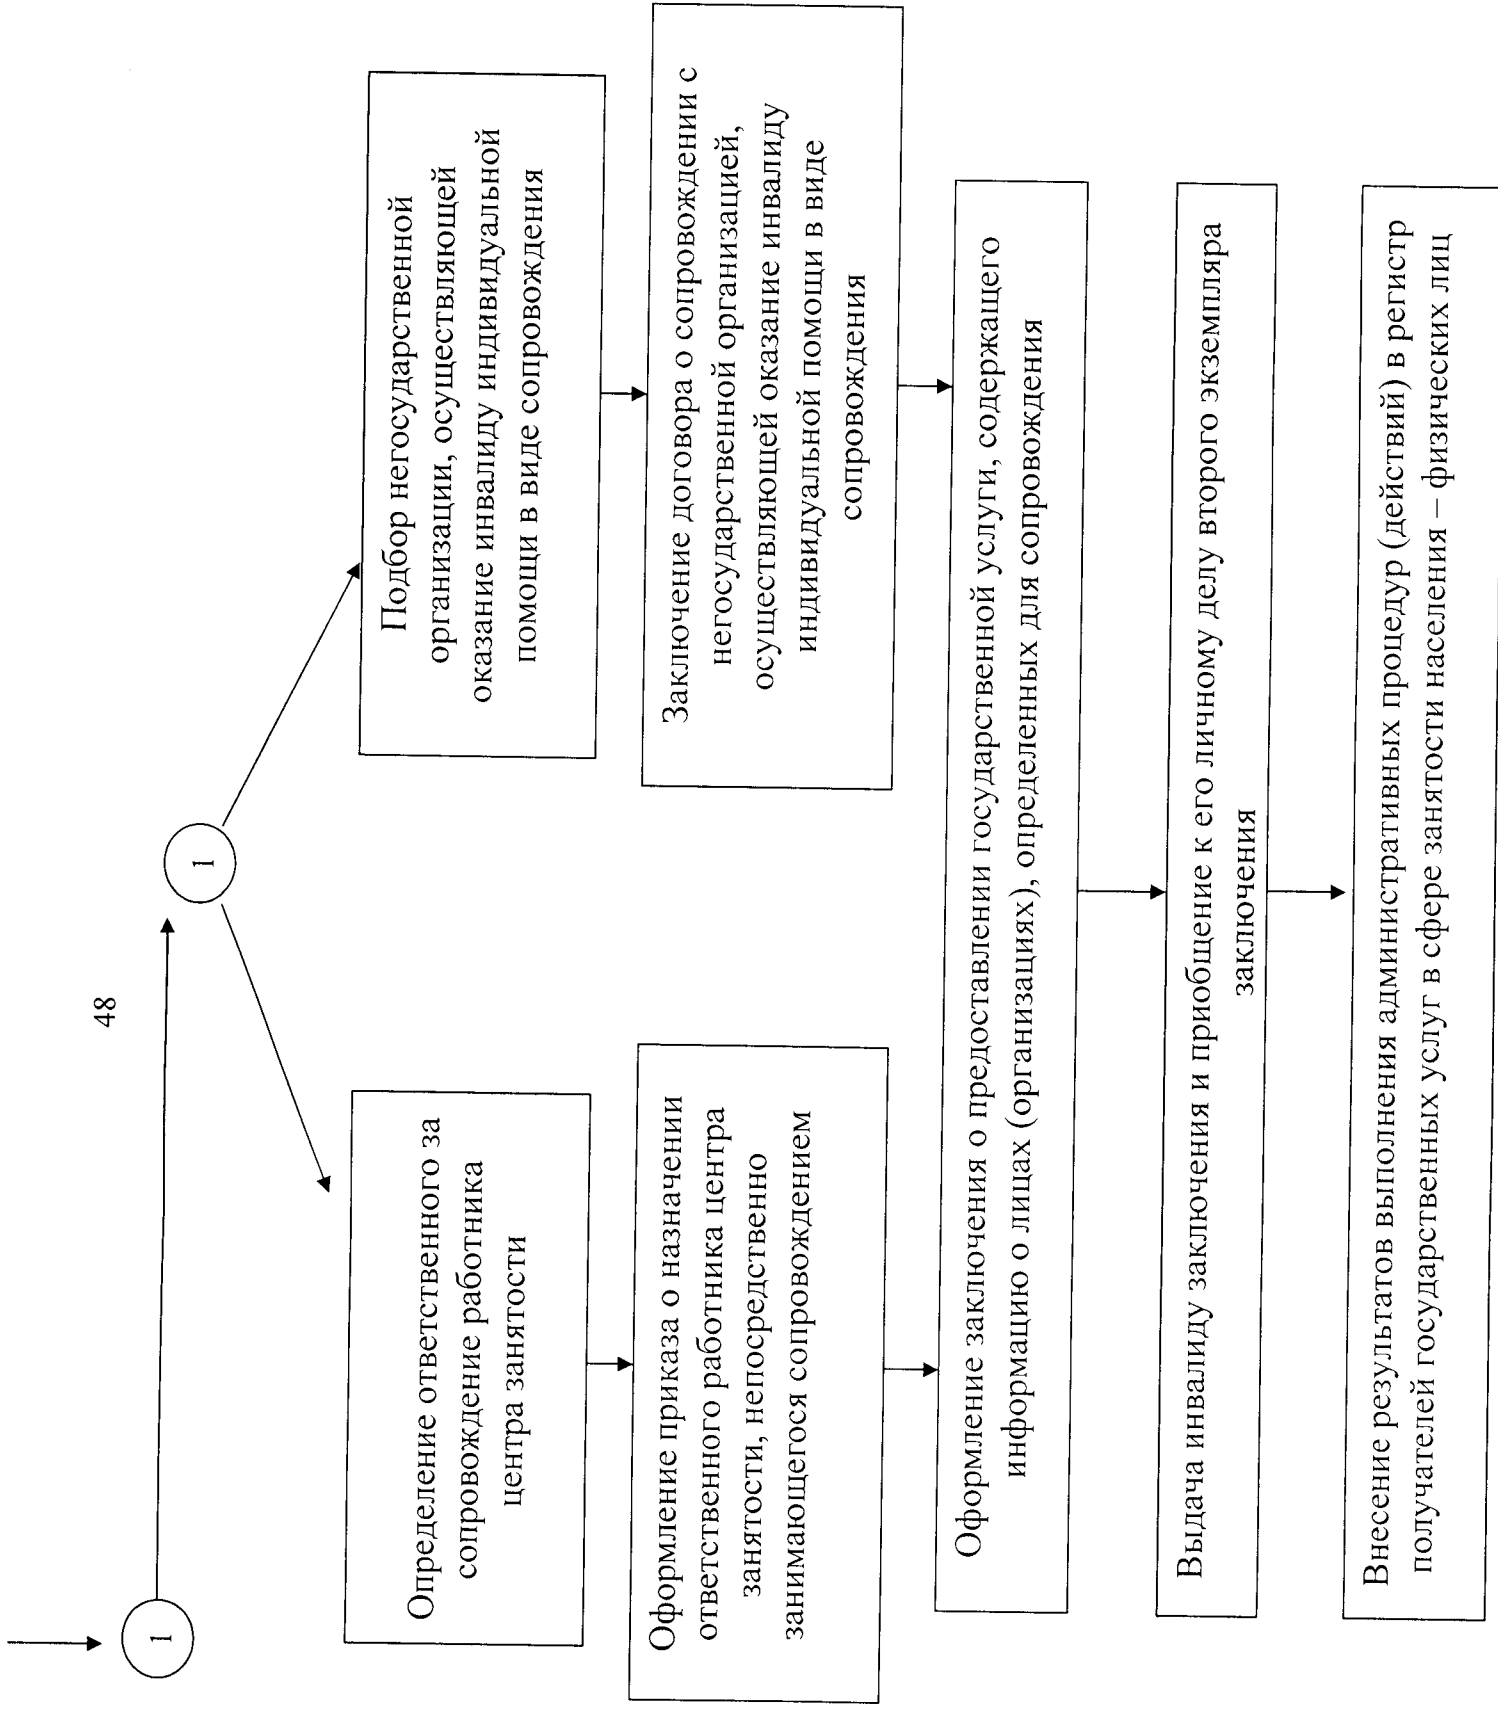 48
1
1
Определение ответственного за
сопровождение работника
центра занятости
Оформление приказа о назначении
ответственного работника центра
занятости, непосредственно
занимающегося сопровождением
Подбор негосударственной
организации, осуществляющей
оказание инвалиду индивидуальной
помощи в виде сопровождения
Заключение договора о сопровождении с
негосударственной организацией,
осуществляющей оказание инвалиду
индивидуальной помощи в виде
сопровождения
Оформление заключения о предоставлении государственной услуги, содержащего
информацию о лицах (организациях), определенных для сопровождения
Выдача инвалиду заключения и приобщение к его личному делу второго экземпляра
заключения
Внесение результатов выполнения административных процедур (действий) в регистр
получателей государственных услуг в сфере занятости населения – физических лиц